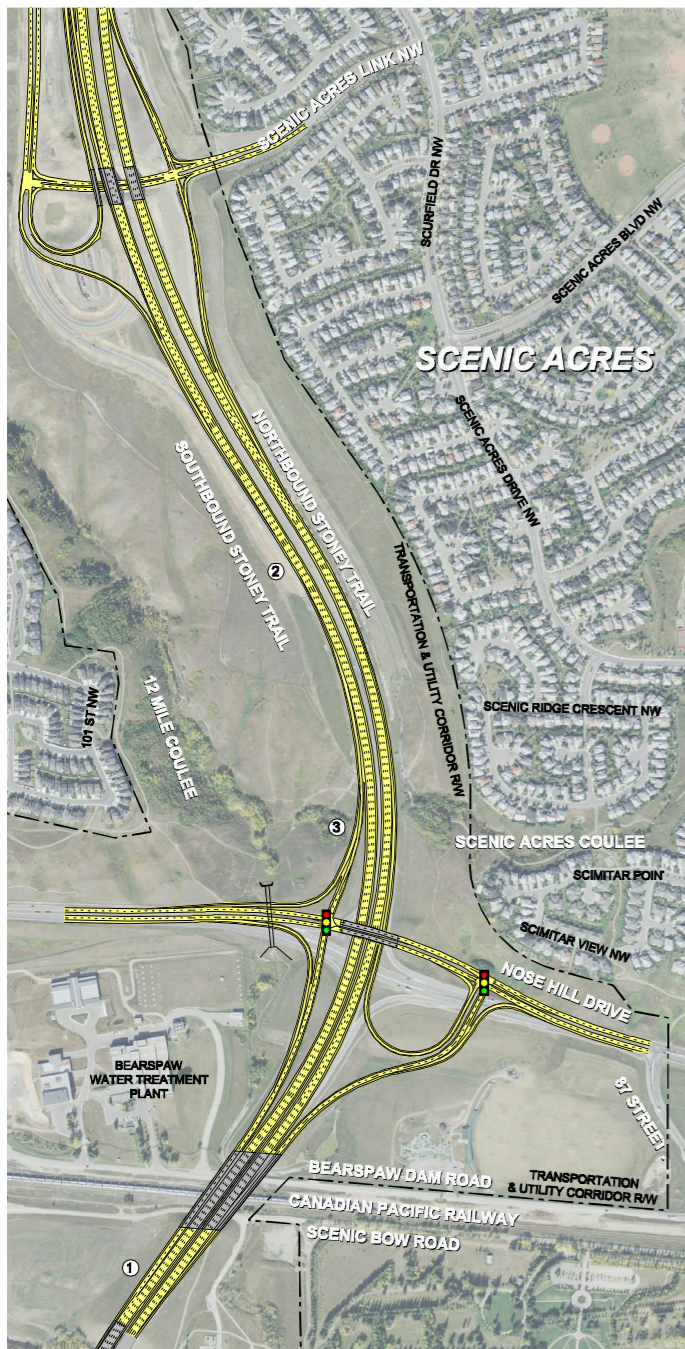 SCENIC ACRES LINK NW
SCURFIELD DR NW
SCENIC ACRES BLVD NW
SCENIC ACRES
SCENIC ACRES DRIVE NW
NORTHBOUND STONEY TRAIL
SOUTHBOUND STONEY TRAIL
2
TRANSPORTATION & UTILITY CORRIDOR R/W
101 ST NW
12 MILE COULEE
SCENIC RIDGE CRESCENT NW
3
SCENIC ACRES COULEE
SCIMITAR POINT
SCIMITAR VIEW NW
NOSE HILL DRIVE
BEARSPAW
WATER TREATMENT
PLANT
87 STREET
BEARSPAW DAM ROAD
TRANSPORTATION
& UTILITY CORRIDOR R/W
CANADIAN PACIFIC RAILWAY
SCENIC BOW ROAD
1